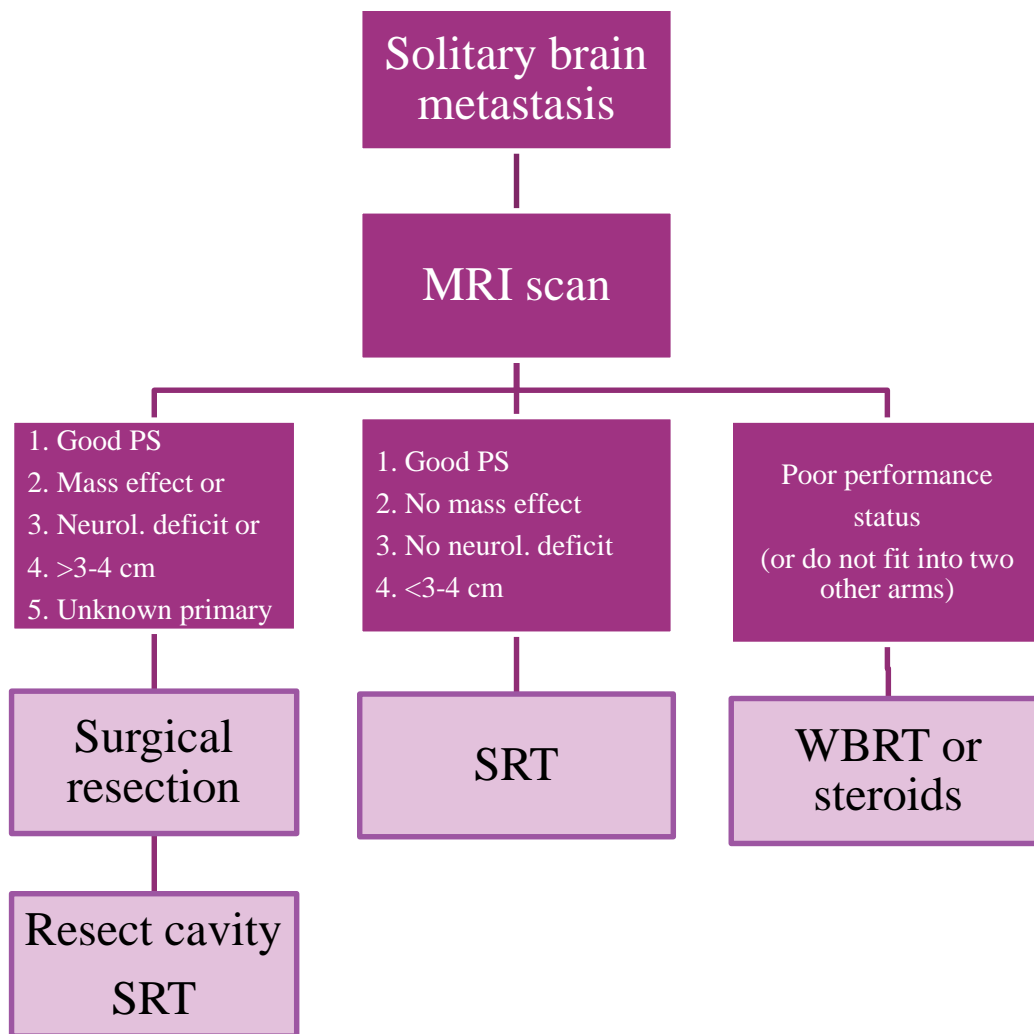 Solitary brain
metastasis
MRI scan
1. Good PS
2. Mass effect or
3. Neurol. deficit or
4. >3-4 cm
5. Unknown primary
1. Good PS
2. No mass effect
3. No neurol. deficit
4. <3-4 cm
Poor performance
status
(or do not fit into two
other arms)
Surgical
resection
SRT
WBRT or
steroids
Resect cavity
SRT